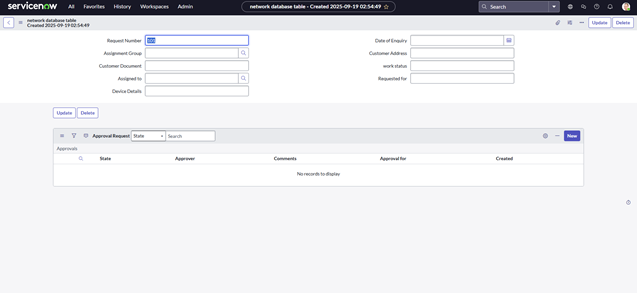 servicenow All Favorites History Workspaces Admin network database table - Created 2025-09-19 02:54:49 Search
network database table
Created 2025-09-19 02:54:49
Update Delete
Request Number Date of Enquiry
Assignment Group Customer Address
Customer Document work status
Assigned to Requested for
Device Details
Update Delete
Approval Request State Search New
Approvals
State Approver Comments Approval for Created
No records to display